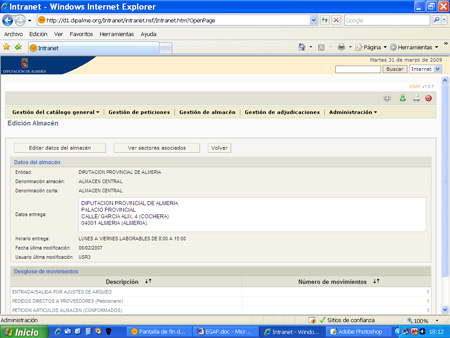 Intranet - Windows Internet Explorer
http://d1.dipalme.org/Intranet/intranet.nsf/Intranet.htm?OpenPage
Google
Archivo Edición Ver Favoritos Herramientas Ayuda
Intranet
Página Herramientas
Martes 31 de marzo de 2009
DIPUTACIÓN DE ALMERÍA
Buscar Internet
EGAP v1.0.7
Gestión del catálogo general Gestión de peticiones Gestión de almacén Gestión de adjudicaciones Administración
Edición Almacén
Editar datos del almacén Ver sectores asociados Volver
Datos del almacén
Entidad: DIPUTACION PROVINCIAL DE ALMERIA
Denominación almacén: ALMACEN CENTRAL
Denominación corta: ALMACEN CENTRAL
DIPUTACION PROVINCIAL DE ALMERIA
PALACIO PROVINCIAL
Datos entrega: CALLE/ GARCIA ALIX, 4 (COCHERA)
04001 ALMERIA (ALMERIA).
Horario entrega: LUNES A VIERNES LABORABLES DE 8:00 A 15:00
Fecha última modificación: 06/02/2007
Usuario última modificación: USR3
Desglose de movimientos
Descripción Número de movimientos
ENTRADA/SALIDA POR AJUSTES DE ARQUEO 1
PEDIDOS DIRECTOS A PROVEEDORES (Peticionario) 1
PETICION ARTICULOS ALMACEN (CONFORMADOS) 1
Administración Sitios de confianza 100%
Inicio Pantalla de fin d... EGAP.doc - Micr... Intranet - Windo... Adobe Photoshop 18:12